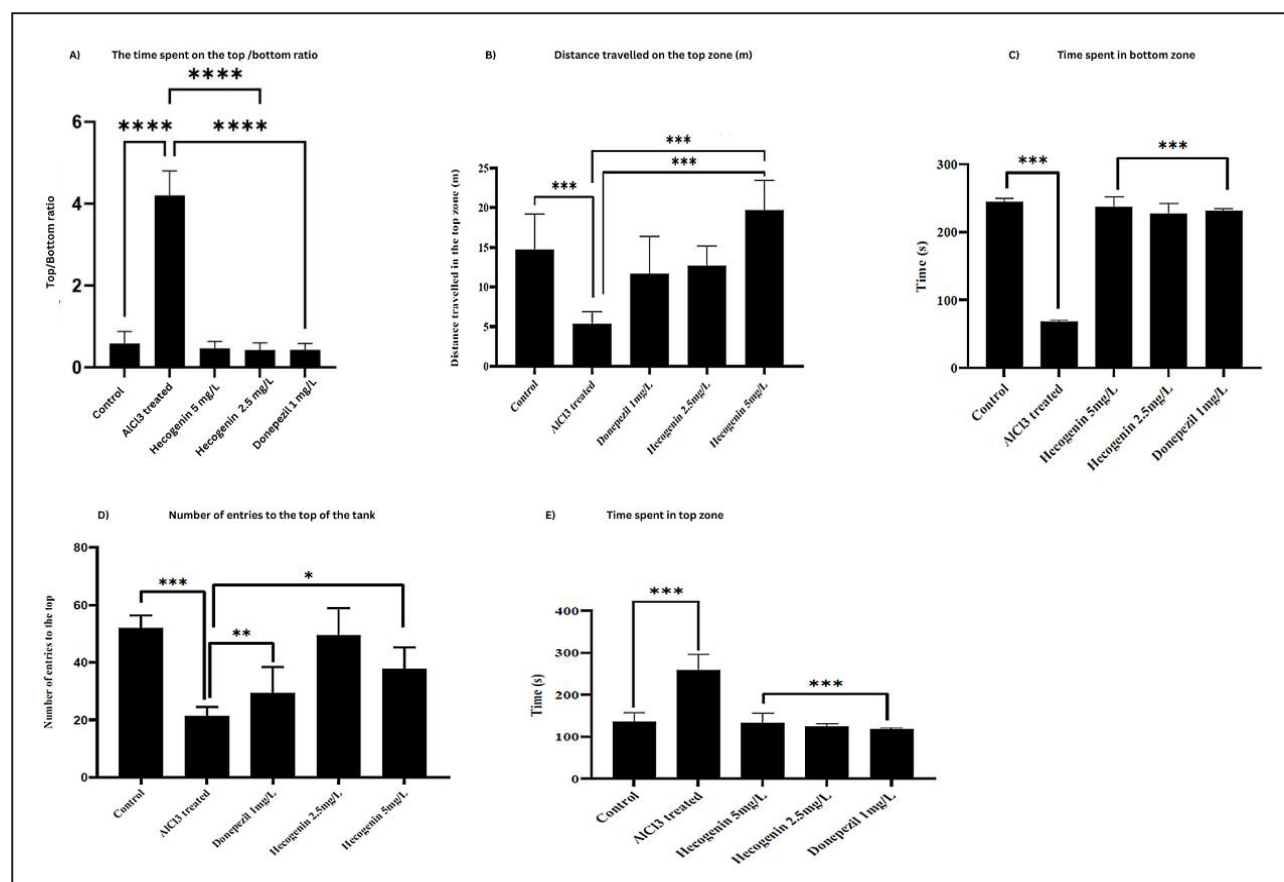 A) The time spent on the top /bottom ratio
****
**** ****
6
4
2
0
Top/Bottom ratio
Control
AlCl3 treated
Hecogenin 5 mg/L
Hecogenin 2.5 mg/L
Donepezil 1 mg/L
B) Distance travelled on the top zone (m)
***
***
***
25
20
15
10
5
0
Distance travelled in the top zone (m)
Control
AlCl3 treated
Donepezil 1mg/L
Hecogenin 2.5mg/L
Hecogenin 5mg/L
C) Time spent in bottom zone
*** ***
300
200
100
0
Time (s)
Control
AlCl3 treated
Hecogenin 5mg/L
Hecogenin 2.5mg/L
Donepezil 1mg/L
D) Number of entries to the top of the tank
*** *
**
80
60
40
20
0
Number of entries to the top
Control
AlCl3 treated
Donepezil 1mg/L
Hecogenin 2.5mg/L
Hecogenin 5mg/L
E) Time spent in top zone
***
***
400
300
200
100
0
Time (s)
Control
AlCl3 treated
Hecogenin 5mg/L
Hecogenin 2.5mg/L
Donepezil 1mg/L